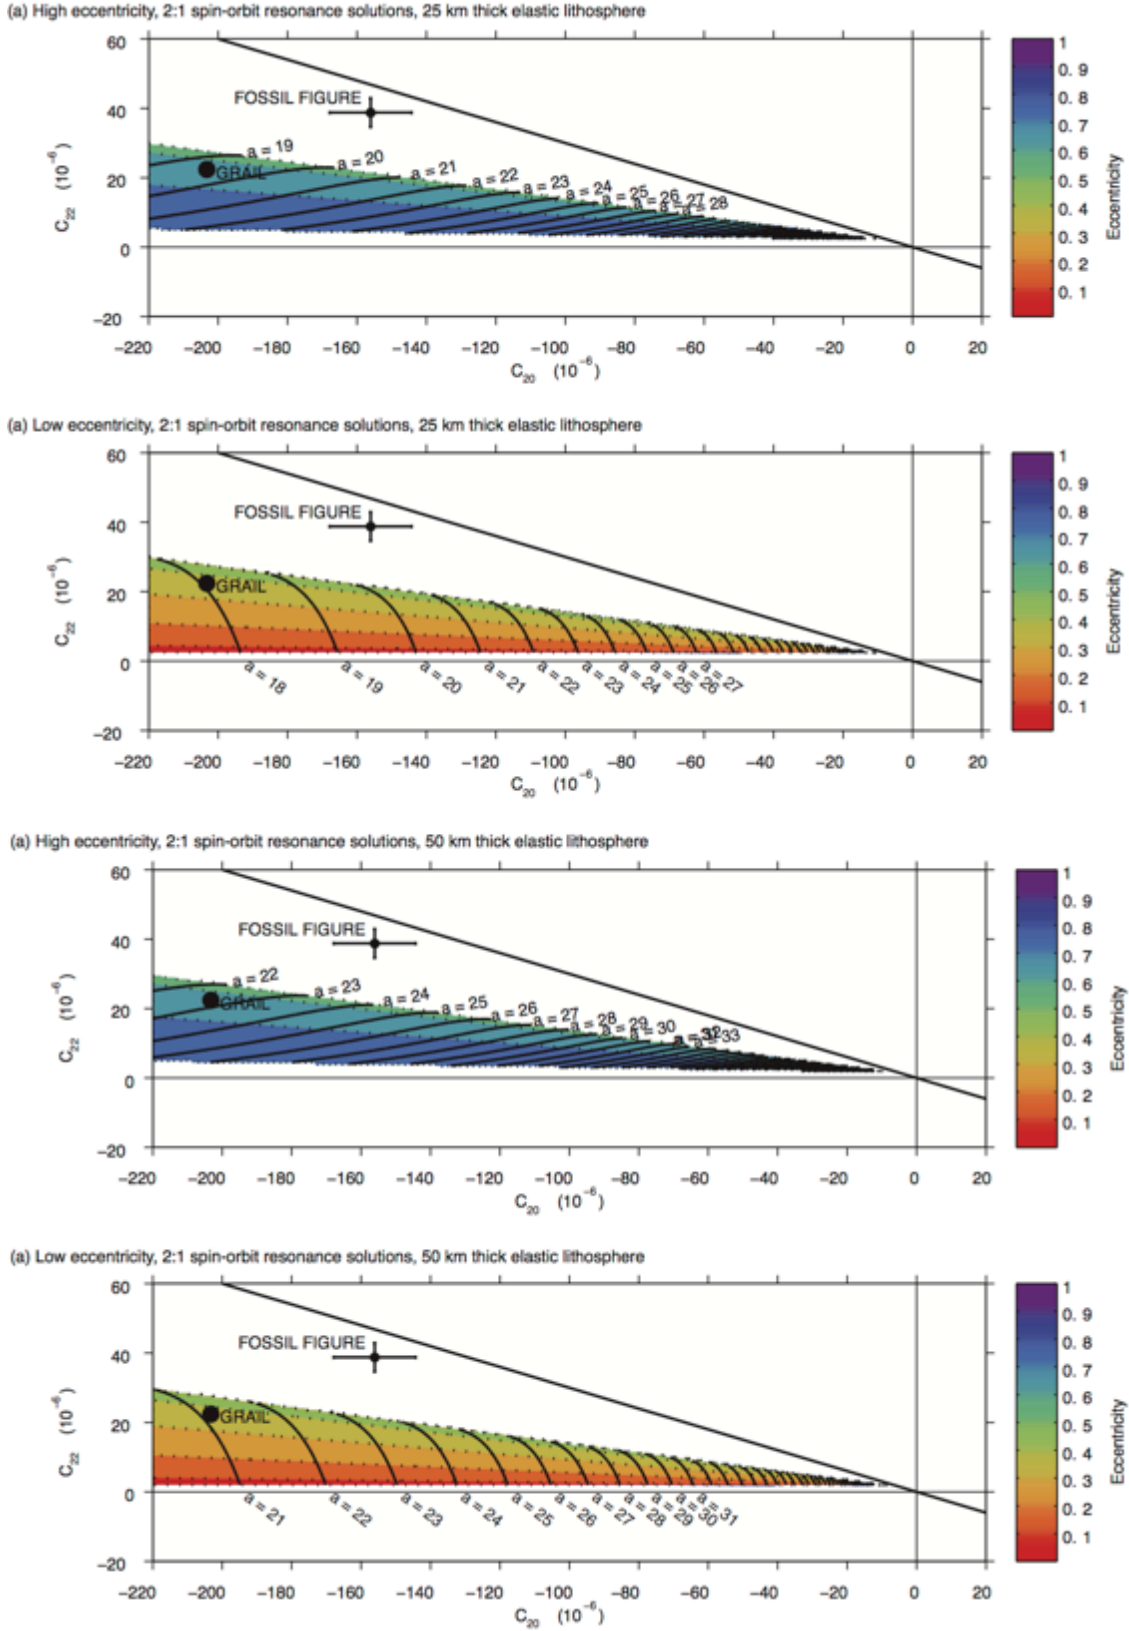 (a) High eccentricity, 2:1 spin-orbit resonance solutions, 25 km thick elastic lithosphere
60
40
20
0
−20
C22 (10−6)
FOSSIL FIGURE
GRAIL
a = 19
a = 20
a = 21
a = 22
a = 23
a = 24
a = 25
a = 26
a = 27
a = 28
−220 −200 −180 −160 −140 −120 −100 −80 −60 −40 −20 0 20
C20 (10−6)
1
0. 9
0. 8
0. 7
0. 6
0. 5
0. 4
0. 3
0. 2
0. 1
Eccentricity
(a) Low eccentricity, 2:1 spin-orbit resonance solutions, 25 km thick elastic lithosphere
60
40
20
0
−20
C22 (10−6)
FOSSIL FIGURE
GRAIL
a = 18
a = 19
a = 20
a = 21
a = 22
a = 23
a = 24
a = 25
a = 26
a = 27
−220 −200 −180 −160 −140 −120 −100 −80 −60 −40 −20 0 20
C20 (10−6)
1
0. 9
0. 8
0. 7
0. 6
0. 5
0. 4
0. 3
0. 2
0. 1
Eccentricity
(a) High eccentricity, 2:1 spin-orbit resonance solutions, 50 km thick elastic lithosphere
60
40
20
0
−20
C22 (10−6)
FOSSIL FIGURE
GRAIL
a = 22
a = 23
a = 24
a = 25
a = 26
a = 27
a = 28
a = 29
a = 30
a = 33
−220 −200 −180 −160 −140 −120 −100 −80 −60 −40 −20 0 20
C20 (10−6)
1
0. 9
0. 8
0. 7
0. 6
0. 5
0. 4
0. 3
0. 2
0. 1
Eccentricity
(a) Low eccentricity, 2:1 spin-orbit resonance solutions, 50 km thick elastic lithosphere
60
40
20
0
−20
C22 (10−6)
FOSSIL FIGURE
GRAIL
a = 21
a = 22
a = 23
a = 24
a = 25
a = 26
a = 27
a = 28
a = 29
a = 30
a = 31
−220 −200 −180 −160 −140 −120 −100 −80 −60 −40 −20 0 20
C20 (10−6)
1
0. 9
0. 8
0. 7
0. 6
0. 5
0. 4
0. 3
0. 2
0. 1
Eccentricity